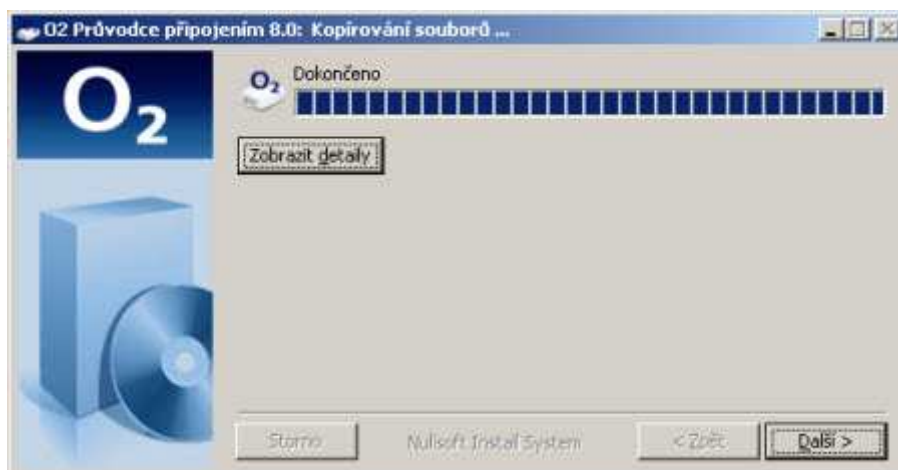 O2 Průvodce připojením 8.0: Kopírování souborů ...
O2
O2
Dokončeno
Zobrazit detaily
Storno
Nullsoft Install System
< Zpět
Další >